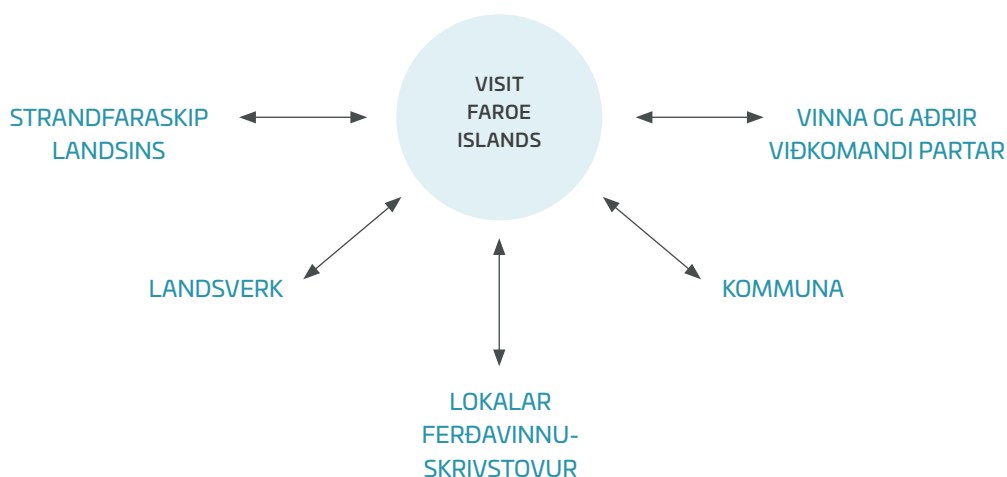 VISIT
FAROE
ISLANDS
STRANDFARASKIP
LANDSINS
VINNA OG AÐRIR
VIÐKOMANDI PARTAR
LANDSVERK
KOMMUNA
LOKALAR
FERÐAVINNU-
SKRIVSTOVUR